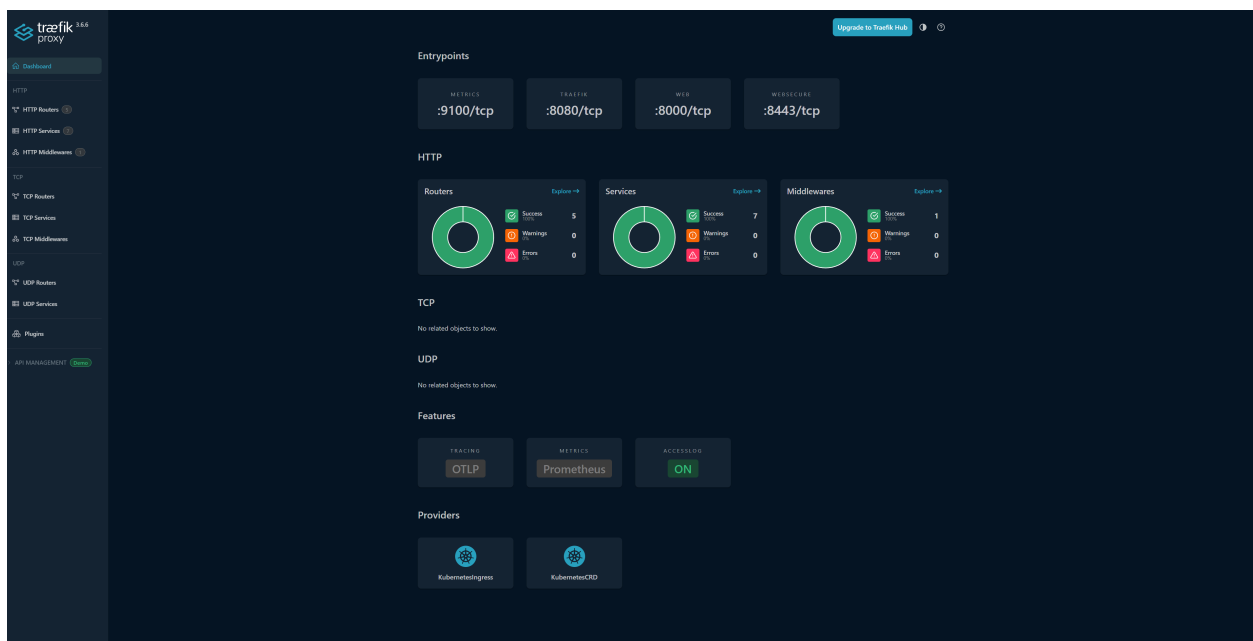 træfik 3.6.6
proxy
Upgrade to Traefik Hub
Dashboard
HTTP
HTTP Routers
HTTP Services
HTTP Middlewares
TCP
TCP Routers
TCP Services
TCP Middlewares
UDP
UDP Routers
UDP Services
Plugins
API MANAGEMENT Demo
Entrypoints
METRICS
:9100/tcp
TRAEFIK
:8080/tcp
WEB
:8000/tcp
WEBSECURE
:8443/tcp
HTTP
Routers Explore →
Success 5
100%
Warnings 0
0%
Errors 0
0%
Services Explore →
Success 7
100%
Warnings 0
0%
Errors 0
0%
Middlewares Explore →
Success 1
100%
Warnings 0
0%
Errors 0
0%
TCP
No related objects to show.
UDP
No related objects to show.
Features
TRACING
OTLP
METRICS
Prometheus
ACCESSLOG
ON
Providers
KubernetesIngress
KubernetesCRD